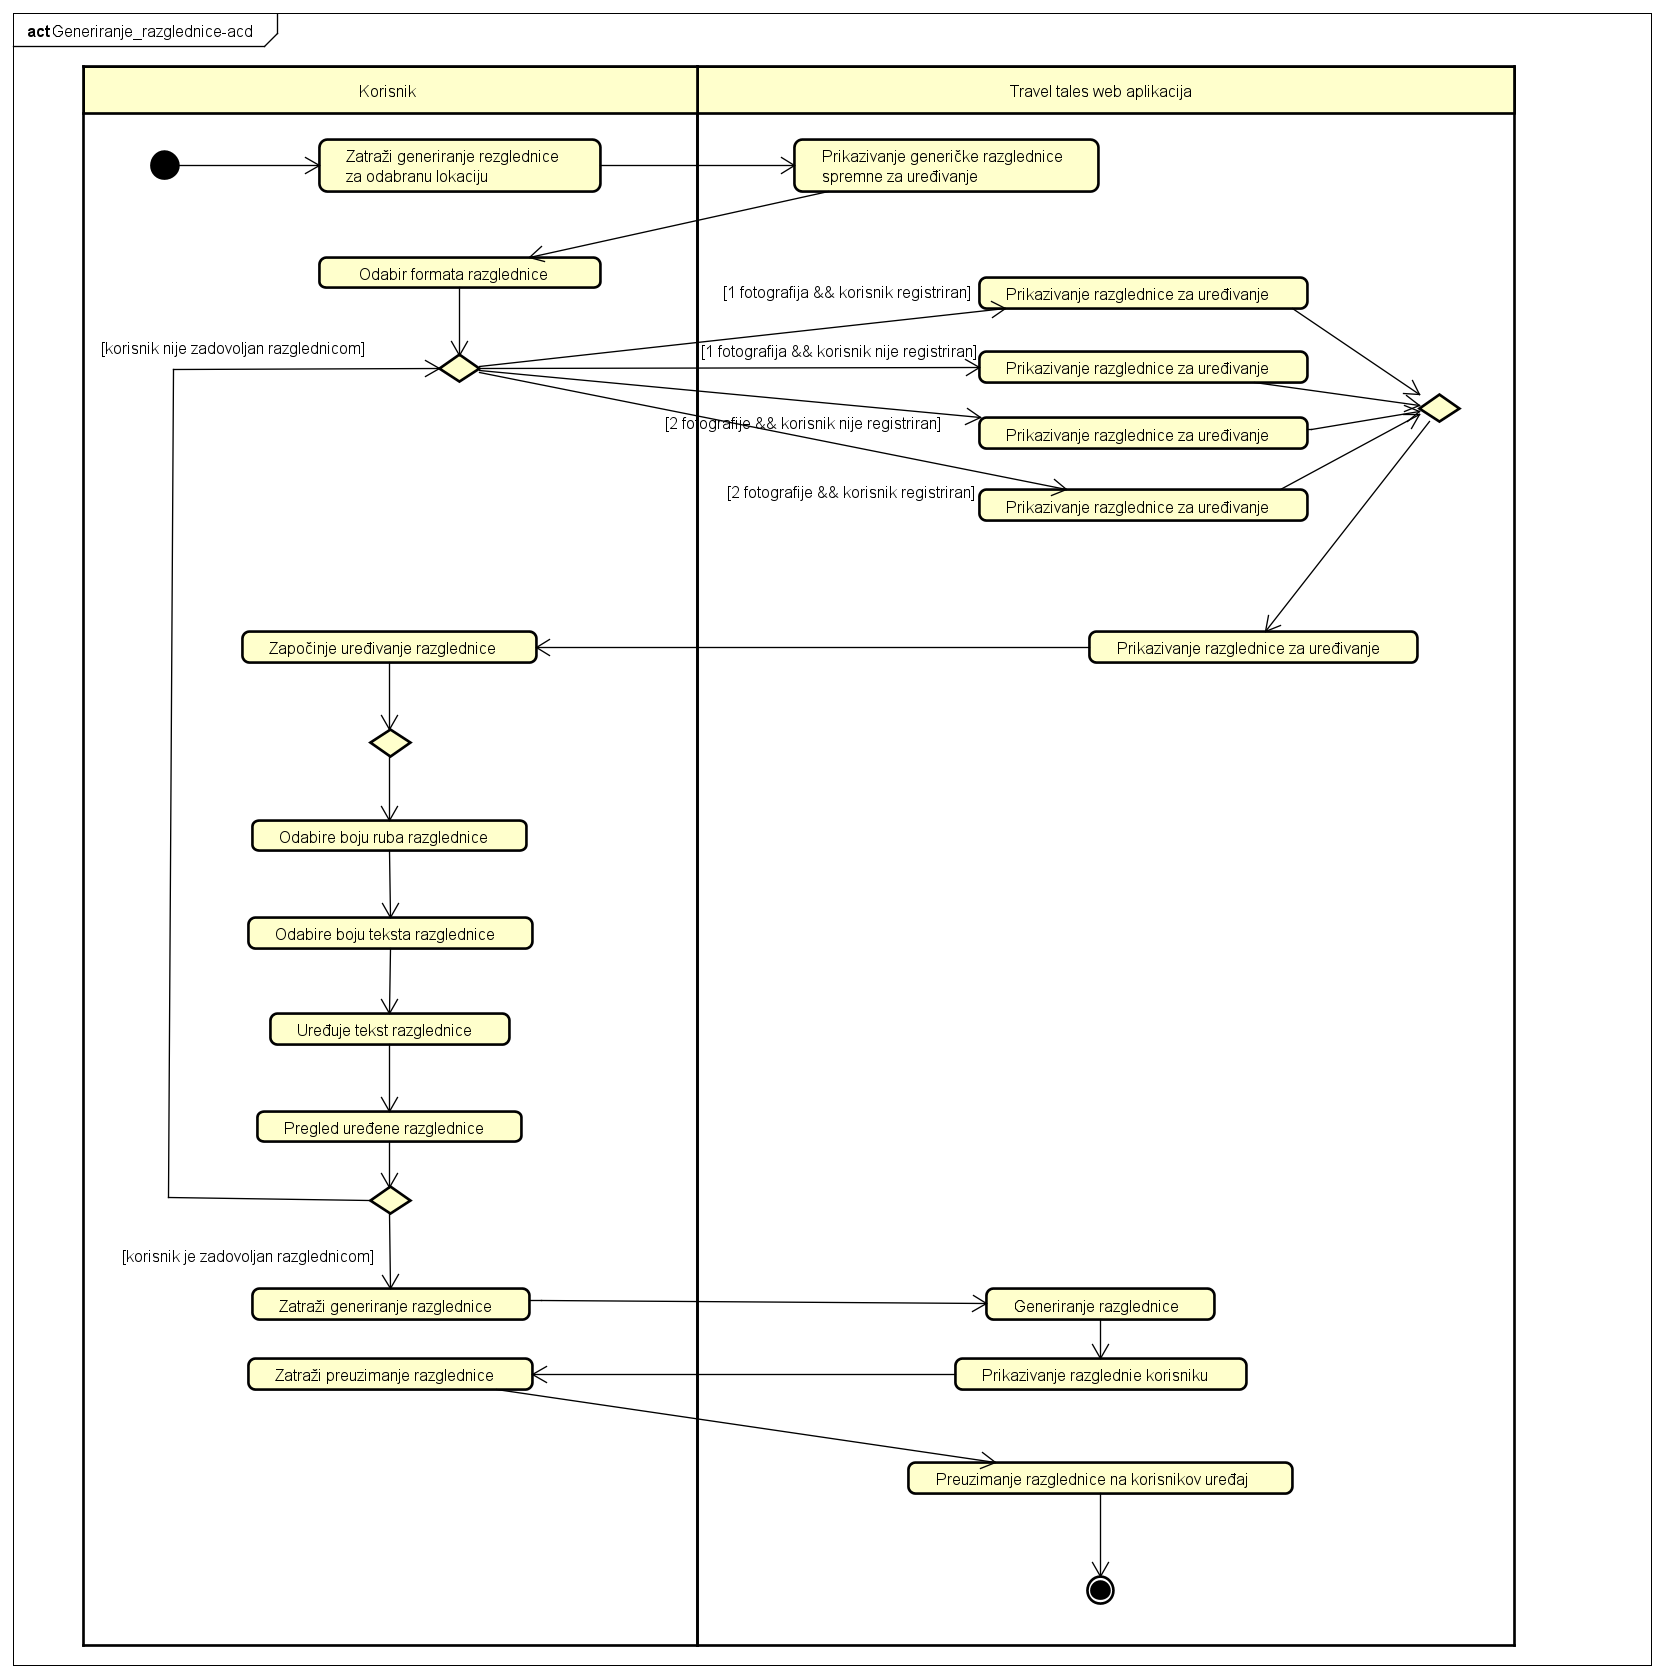 act Generiranje_razglednice-acd
Korisnik
Travel tales web aplikacija
Zatraži generiranje rezglednice
za odabranu lokaciju
Prikazivanje generičke razglednice
spremne za uređivanje
Odabir formata razglednice
[1 fotografija && korisnik registriran]
Prikazivanje razglednice za uređivanje
[korisnik nije zadovoljan razglednicom]
[1 fotografija && korisnik nije registriran]
Prikazivanje razglednice za uređivanje
[2 fotografije && korisnik nije registriran]
Prikazivanje razglednice za uređivanje
[2 fotografije && korisnik registriran]
Prikazivanje razglednice za uređivanje
Započinje uređivanje razglednice
Prikazivanje razglednice za uređivanje
Odabire boju ruba razglednice
Odabire boju teksta razglednice
Uređuje tekst razglednice
Pregled uređene razglednice
[korisnik je zadovoljan razglednicom]
Zatraži generiranje razglednice
Generiranje razglednice
Zatraži preuzimanje razglednice
Prikazivanje razglednie korisniku
Preuzimanje razglednice na korisnikov uređaj